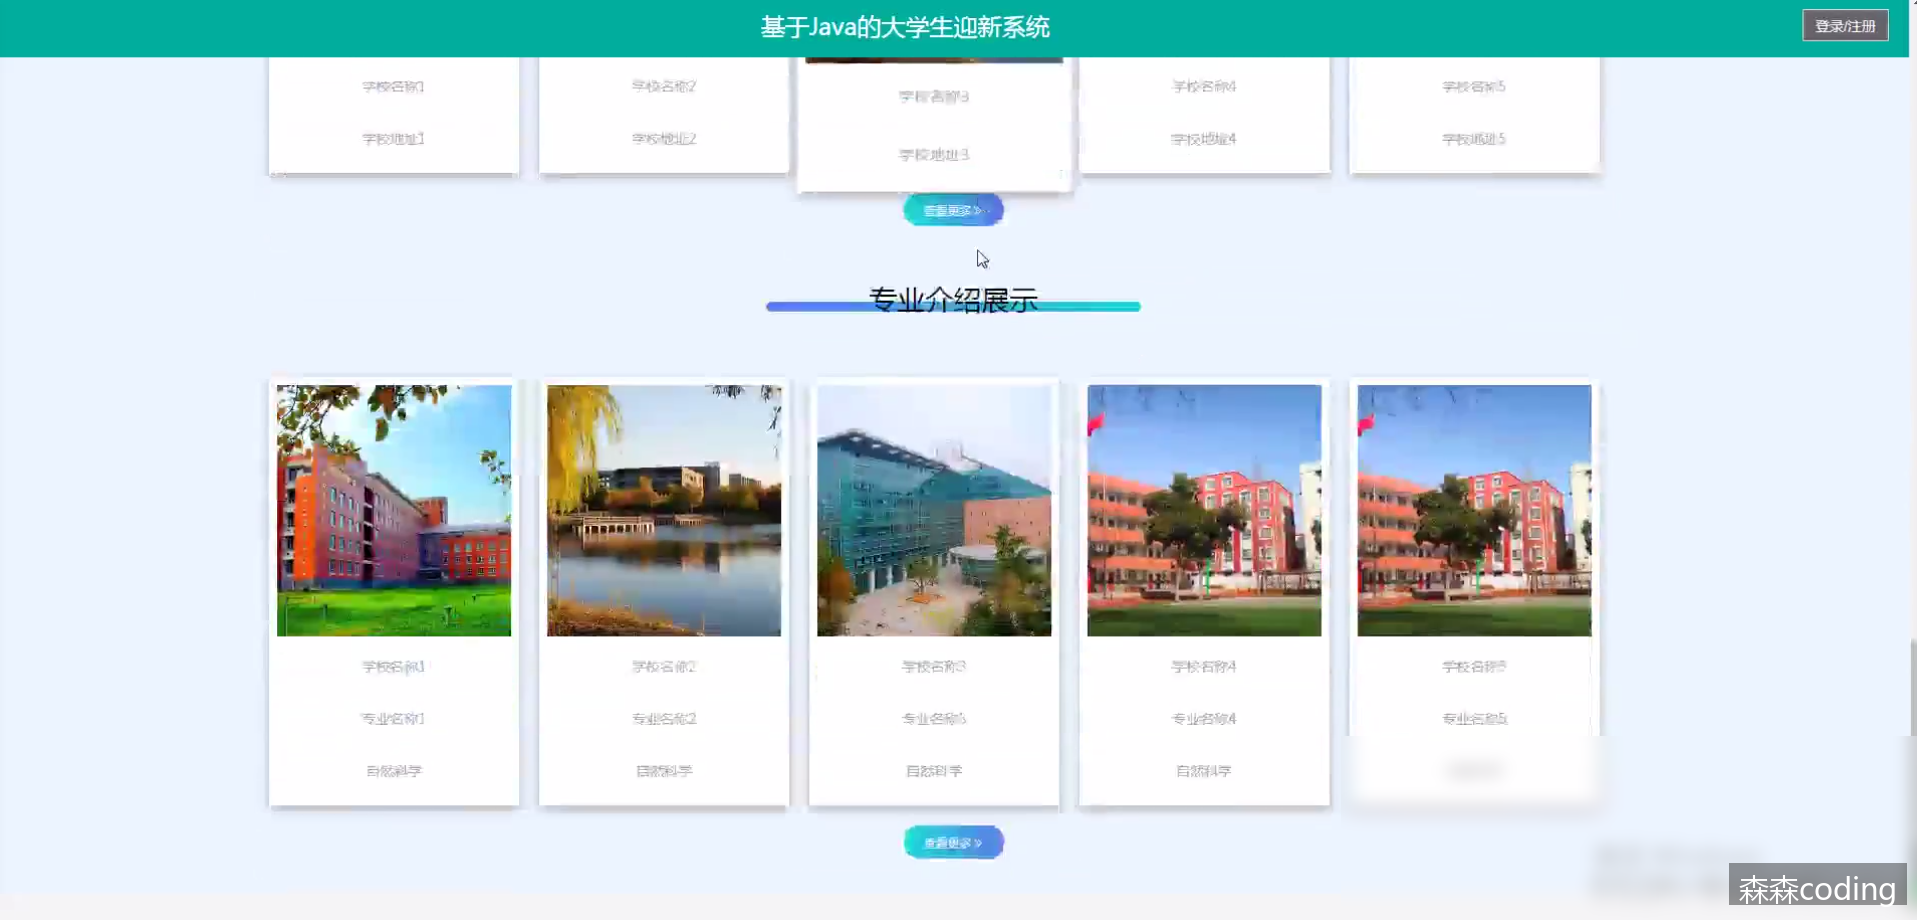 基于Java的大学生迎新系统
登录/注册
学校名称1
学校名称2
学校名称3
学校名称4
学校名称5
学校地址1
学校地址2
学校地址3
学校地址4
学校地址5
查看更多 »
专业介绍展示
学校名称1
学校名称2
学校名称3
学校名称4
学校名称5
专业名称1
专业名称2
专业名称3
专业名称4
专业名称5
自然科学
自然科学
自然科学
自然科学
查看更多 »
森森coding